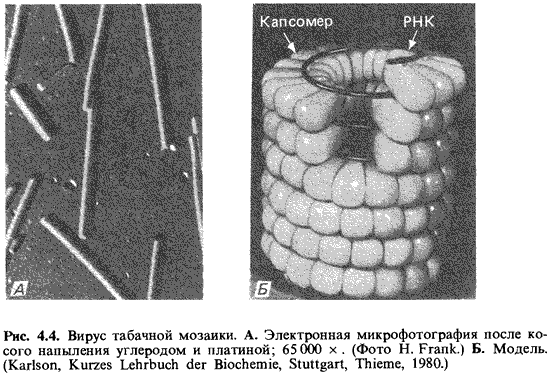 Капсомер
РНК
А
Б
Рис. 4.4. Вирус табачной мозаики. А. Электронная микрофотография после ко-
сого напыления углеродом и платиной; 65 000 ×. (Фото H. Frank.) Б. Модель.
(Karlson, Kurzes Lehrbuch der Biochemie, Stuttgart, Thieme, 1980.)